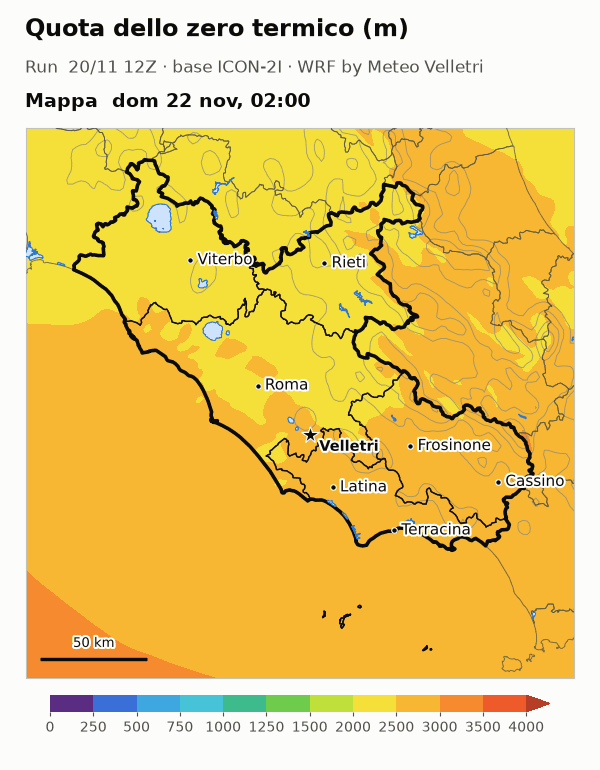 Quota dello zero termico (m)
Run  20/11 12Z · base ICON-2I · WRF by Meteo Velletri
Mappa  dom 22 nov, 02:00
Viterbo
Rieti
Roma
Velletri
Frosinone
Cassino
Latina
Terracina
50 km
0 250 500 750 1000 1250 1500 2000 2500 3000 3500 4000